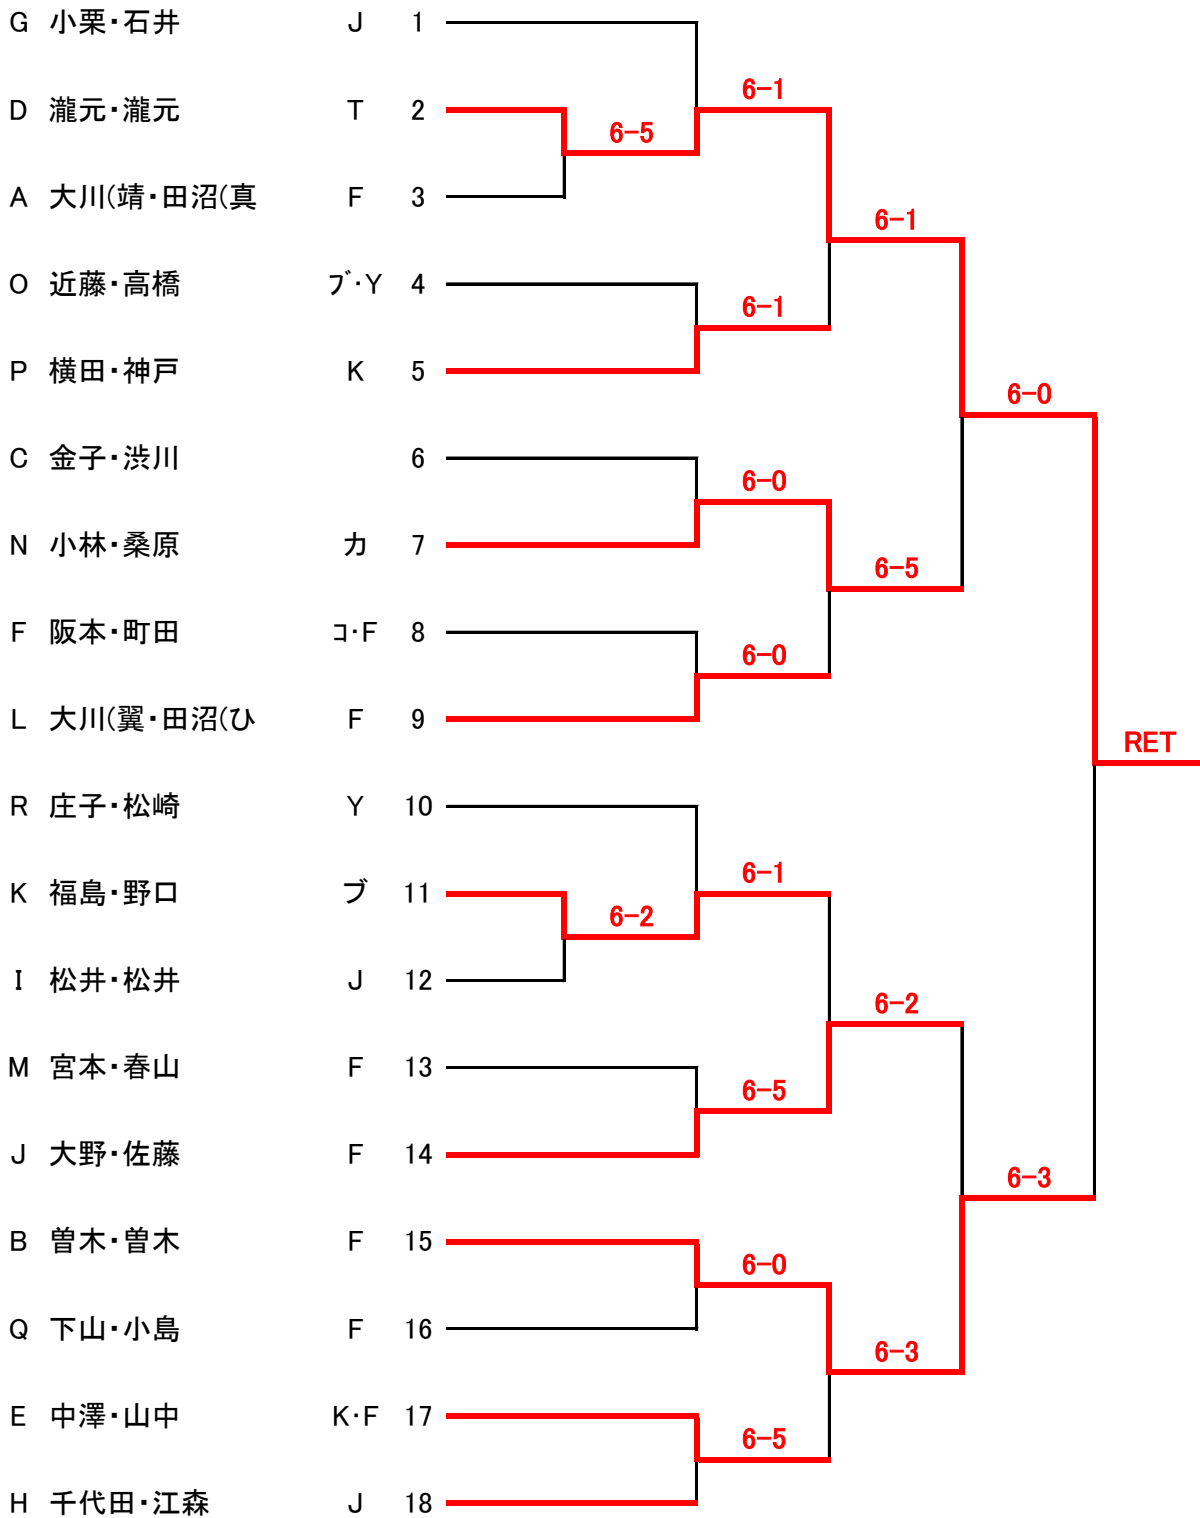 G 小栗・石井 J 1
6-1
D 瀧元・瀧元 T 2
6-5
A 大川(靖・田沼(真 F 3
6-1
O 近藤・高橋 ブ・Y 4
6-1
P 横田・神戸 K 5
6-0
C 金子・渋川 6
6-0
N 小林・桑原 カ 7
6-5
F 阪本・町田 コ・F 8
6-0
L 大川(翼・田沼(ひ F 9
RET
R 庄子・松崎 Y 10
6-1
K 福島・野口 ブ 11
6-2
I 松井・松井 J 12
6-2
M 宮本・春山 F 13
6-5
J 大野・佐藤 F 14
6-3
B 曽木・曽木 F 15
6-0
Q 下山・小島 F 16
6-3
E 中澤・山中 K・F 17
6-5
H 千代田・江森 J 18